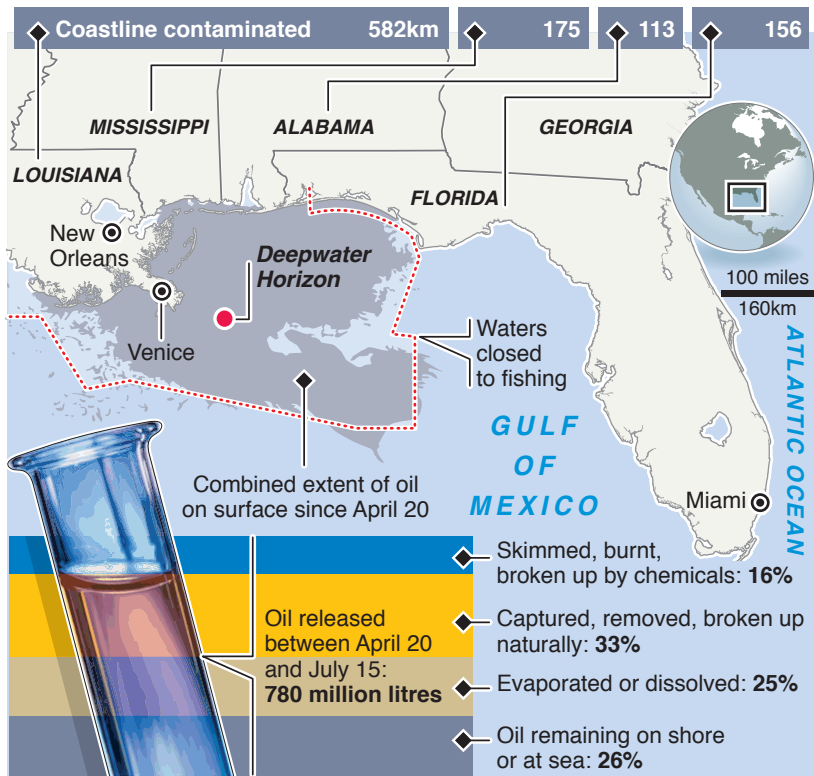 Coastline contaminated 582km 175 113 156
MISSISSIPPI ALABAMA GEORGIA
LOUISIANA
FLORIDA
New
Orleans
Deepwater
Horizon
100 miles
160km
Venice
Waters
closed
to fishing
ATLANTIC OCEAN
GULF
OF
MEXICO
Combined extent of oil
on surface since April 20
Miami
Skimmed, burnt,
broken up by chemicals: 16%
Oil released
between April 20
and July 15:
780 million litres
Captured, removed, broken up
naturally: 33%
Evaporated or dissolved: 25%
Oil remaining on shore
or at sea: 26%